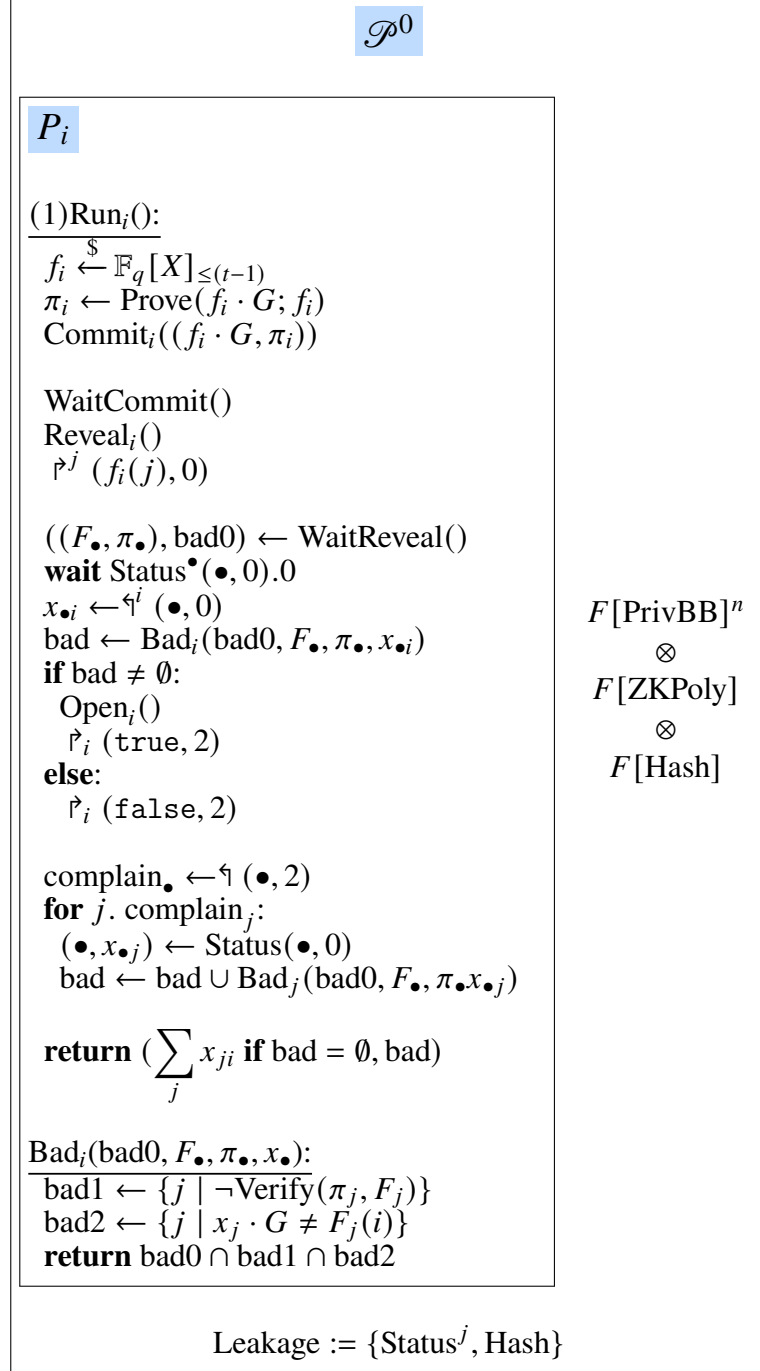 𝒫⁰
P_i
(1)Run_i():
f_i ←$ 𝔽_q[X]_{≤(t−1)}
π_i ← Prove(f_i · G; f_i)
Commit_i((f_i · G, π_i))
WaitCommit()
Reveal_i()
↱^j (f_i(j), 0)
((F_•, π_•), bad0) ← WaitReveal()
wait Status^•(•, 0).0
x_{•i} ← ↰^i (•, 0)
bad ← Bad_i(bad0, F_•, π_•, x_{•i})
if bad ≠ ∅:
Open_i()
↱_i (true, 2)
else:
↱_i (false, 2)
complain_• ← ↰ (•, 2)
for j. complain_j:
(•, x_{•j}) ← Status(•, 0)
bad ← bad ∪ Bad_j(bad0, F_•, π_•x_{•j})
return (∑_j x_{ji} if bad = ∅, bad)
Bad_i(bad0, F_•, π_•, x_•):
bad1 ← {j | ¬Verify(π_j, F_j)}
bad2 ← {j | x_j · G ≠ F_j(i)}
return bad0 ∩ bad1 ∩ bad2
F[PrivBB]^n
⊗
F[ZKPoly]
⊗
F[Hash]
Leakage := {Status^j, Hash}